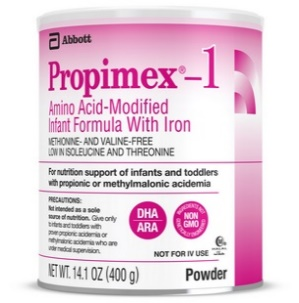 Abbott
Propimex®-1
Amino Acid-Modified
Infant Formula With Iron
METHIONINE- AND VALINE-FREE
LOW IN ISOLEUCINE AND THREONINE
For nutrition support of infants and toddlers
with propionic or methylmalonic acidemia
PRECAUTIONS:
Not intended as a sole
source of nutrition. Give only
to infants and toddlers with
proven propionic acidemia or
methylmalonic acidemia who are
under medical supervision.
DHA
ARA
NON
GMO
NOT FOR IV USE
NET WT. 14.1 OZ (400 g)
Powder